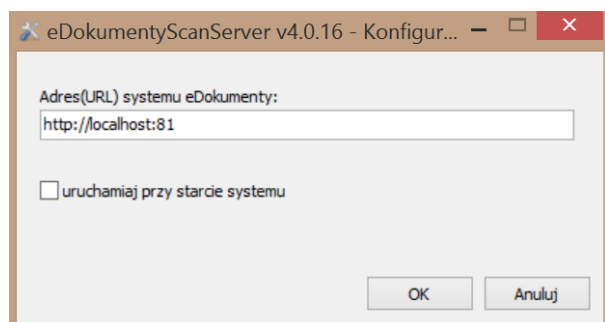 eDokumentyScanServer v4.0.16 - Konfigur...
Adres(URL) systemu eDokumenty:
http://localhost:81
uruchamiaj przy starcie systemu
OK Anuluj